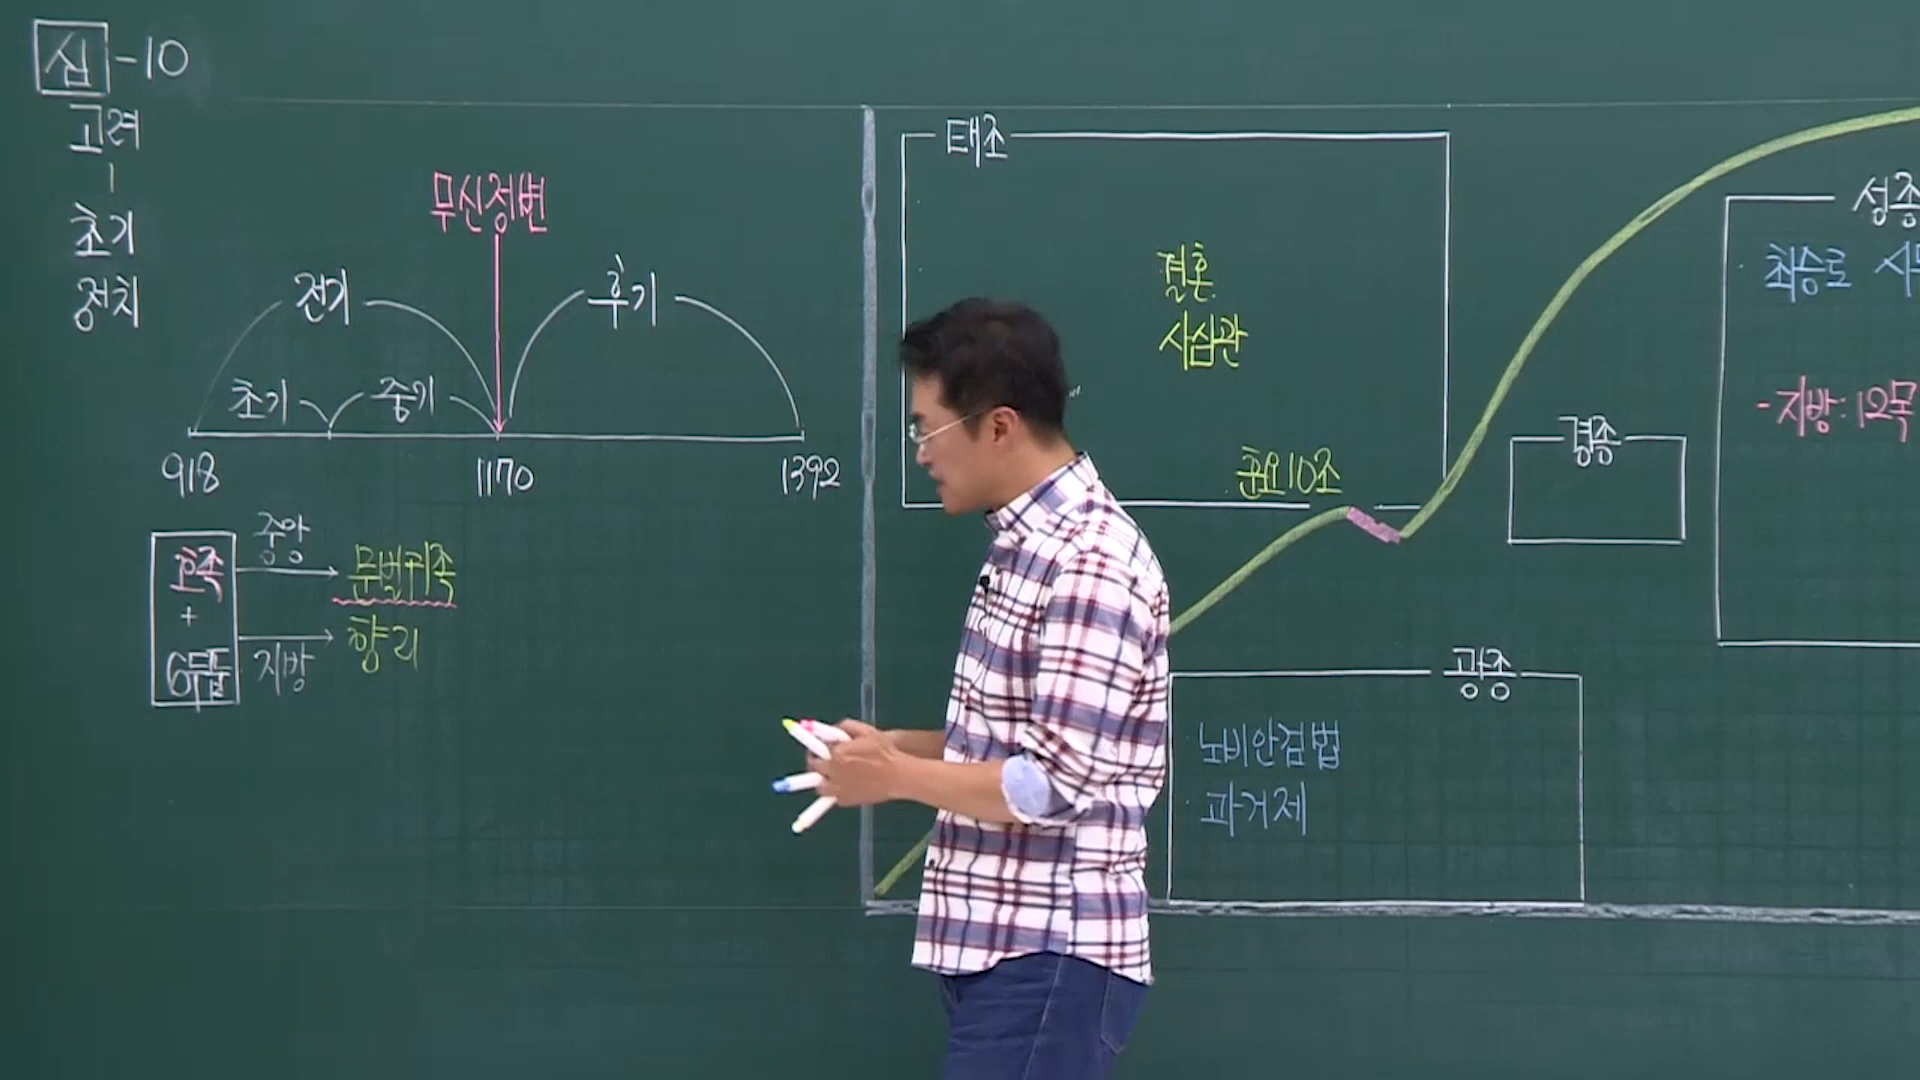 심-10
고려
초기
정치
무신정변
전기
후기
초기
중기
918
1170
1392
호족
+
6두품
중앙
문벌귀족
지방
향리
태조
결혼
사심관
훈요10조
광종
노비안검법
과거제
경종
성종
최승로
-지방:12목